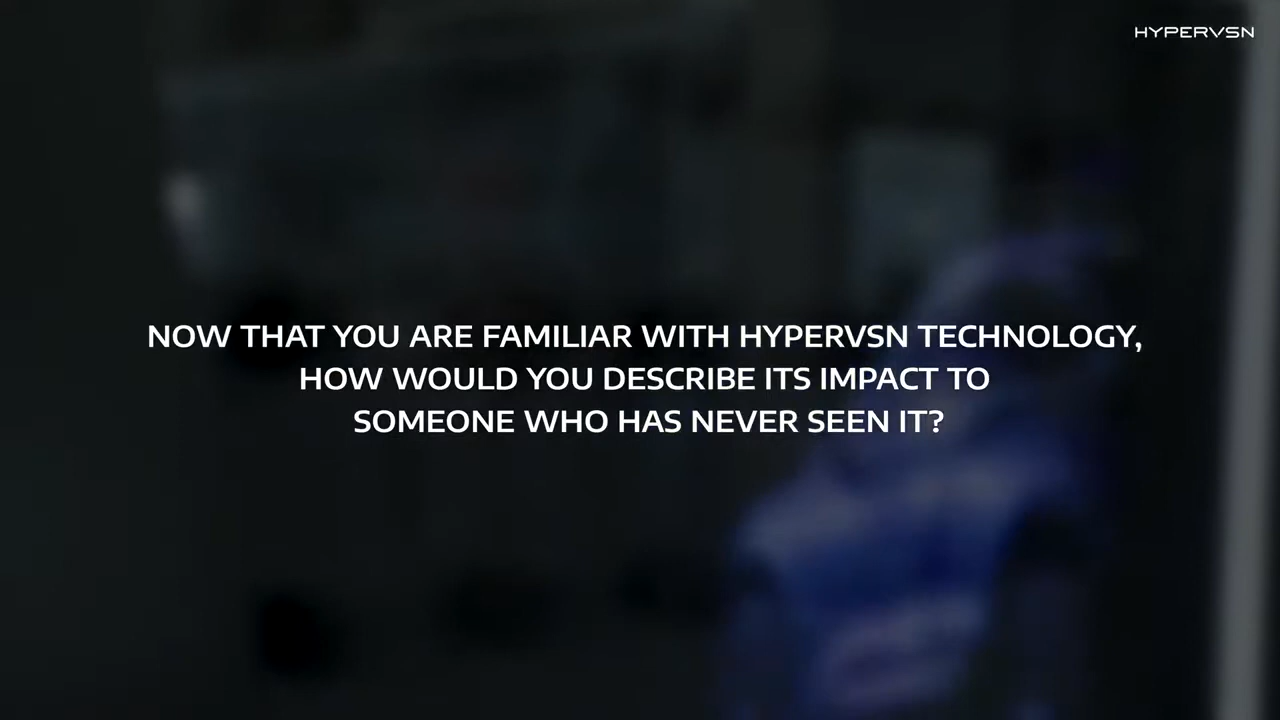 HYPERVSN
NOW THAT YOU ARE FAMILIAR WITH HYPERVSN TECHNOLOGY,
HOW WOULD YOU DESCRIBE ITS IMPACT TO
SOMEONE WHO HAS NEVER SEEN IT?